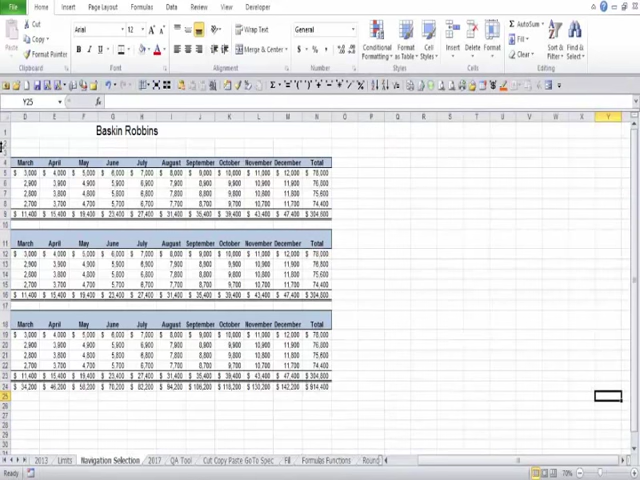 File Home Insert Page Layout Formulas Data Review View Developer
Cut
Copy
Format Painter
Paste
Clipboard
Arial 12
Font
Wrap Text
Merge & Center
Alignment
General
Number
Conditional Formatting Format as Table Cell Styles
Styles
Insert Delete Format
Cells
AutoSum
Fill
Clear
Sort & Filter Find & Select
Editing
Y25
D E F G H I J K L M N O P Q R S T U V W X Y
Baskin Robbins
March April May June July August September October November December Total
$ 3,000 $ 4,000 $ 5,000 $ 6,000 $ 7,000 $ 8,000 $ 9,000 $ 10,000 $ 11,000 $ 12,000 $ 78,000
2,900 3,900 4,900 5,900 6,900 7,900 8,900 9,900 10,900 11,900 76,800
2,800 3,800 4,800 5,800 6,800 7,800 8,800 9,800 10,800 11,800 75,600
2,700 3,700 4,700 5,700 6,700 7,700 8,700 9,700 10,700 11,700 74,400
$ 11,400 $ 15,400 $ 19,400 $ 23,400 $ 27,400 $ 31,400 $ 35,400 $ 39,400 $ 43,400 $ 47,400 $ 304,800
March April May June July August September October November December Total
$ 3,000 $ 4,000 $ 5,000 $ 6,000 $ 7,000 $ 8,000 $ 9,000 $ 10,000 $ 11,000 $ 12,000 $ 78,000
2,900 3,900 4,900 5,900 6,900 7,900 8,900 9,900 10,900 11,900 76,800
2,800 3,800 4,800 5,800 6,800 7,800 8,800 9,800 10,800 11,800 75,600
2,700 3,700 4,700 5,700 6,700 7,700 8,700 9,700 10,700 11,700 74,400
$ 11,400 $ 15,400 $ 19,400 $ 23,400 $ 27,400 $ 31,400 $ 35,400 $ 39,400 $ 43,400 $ 47,400 $ 304,800
March April May June July August September October November December Total
$ 3,000 $ 4,000 $ 5,000 $ 6,000 $ 7,000 $ 8,000 $ 9,000 $ 10,000 $ 11,000 $ 12,000 $ 78,000
2,900 3,900 4,900 5,900 6,900 7,900 8,900 9,900 10,900 11,900 76,800
2,800 3,800 4,800 5,800 6,800 7,800 8,800 9,800 10,800 11,800 75,600
2,700 3,700 4,700 5,700 6,700 7,700 8,700 9,700 10,700 11,700 74,400
$ 11,400 $ 15,400 $ 19,400 $ 23,400 $ 27,400 $ 31,400 $ 35,400 $ 39,400 $ 43,400 $ 47,400 $ 304,800
$ 34,200 $ 46,200 $ 58,200 $ 70,200 $ 82,200 $ 94,200 $ 106,200 $ 118,200 $ 130,200 $ 142,200 $ 914,400
2013 Limits Navigation Selection 2017 QA Tool Cut Copy Paste GoTo Spec Fill Formulas Functions Round
Ready 70%